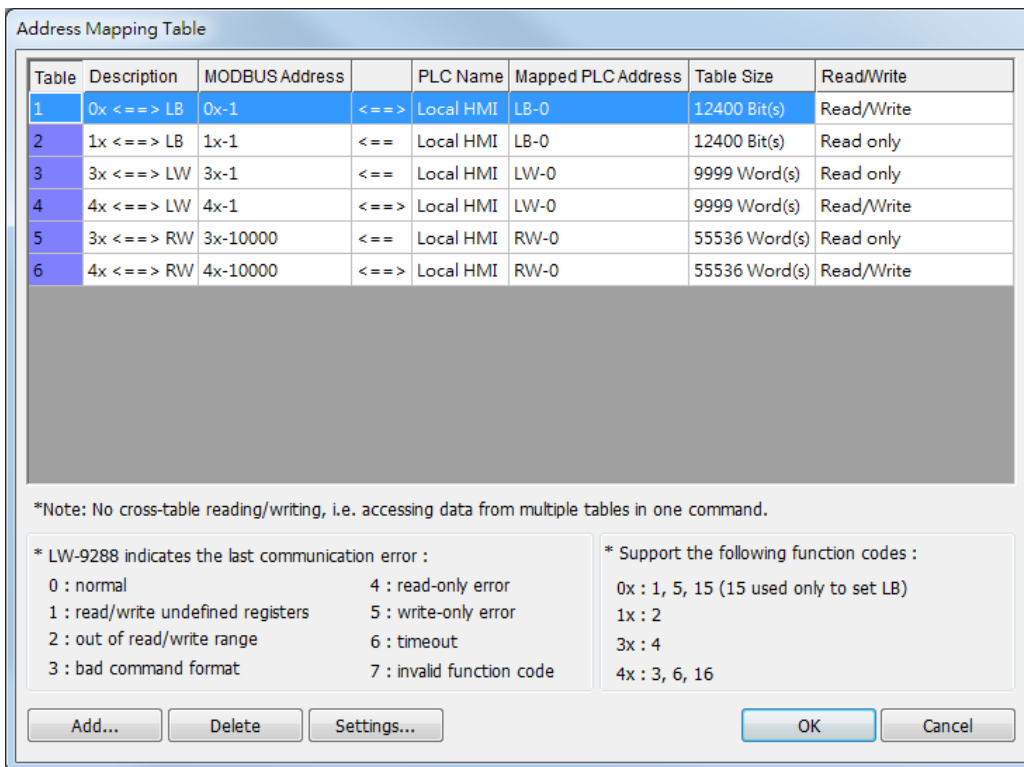 Address Mapping Table
Table Description MODBUS Address PLC Name Mapped PLC Address Table Size Read/Write
1 0x <==> LB 0x-1 <==> Local HMI LB-0 12400 Bit(s) Read/Write
2 1x <==> LB 1x-1 <== Local HMI LB-0 12400 Bit(s) Read only
3 3x <==> LW 3x-1 <== Local HMI LW-0 9999 Word(s) Read only
4 4x <==> LW 4x-1 <==> Local HMI LW-0 9999 Word(s) Read/Write
5 3x <==> RW 3x-10000 <== Local HMI RW-0 55536 Word(s) Read only
6 4x <==> RW 4x-10000 <==> Local HMI RW-0 55536 Word(s) Read/Write
*Note: No cross-table reading/writing, i.e. accessing data from multiple tables in one command.
* LW-9288 indicates the last communication error :
0 : normal
1 : read/write undefined registers
2 : out of read/write range
3 : bad command format
4 : read-only error
5 : write-only error
6 : timeout
7 : invalid function code
* Support the following function codes :
0x : 1, 5, 15 (15 used only to set LB)
1x : 2
3x : 4
4x : 3, 6, 16
Add... Delete Settings... OK Cancel